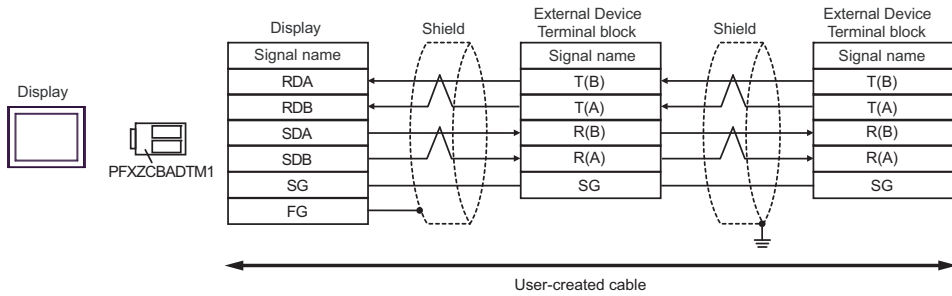 Display
PFXZCBADTM1
Display
Signal name
RDA
RDB
SDA
SDB
SG
FG
Shield
External Device
Terminal block
Signal name
T(B)
T(A)
R(B)
R(A)
SG
Shield
External Device
Terminal block
Signal name
T(B)
T(A)
R(B)
R(A)
SG
User-created cable